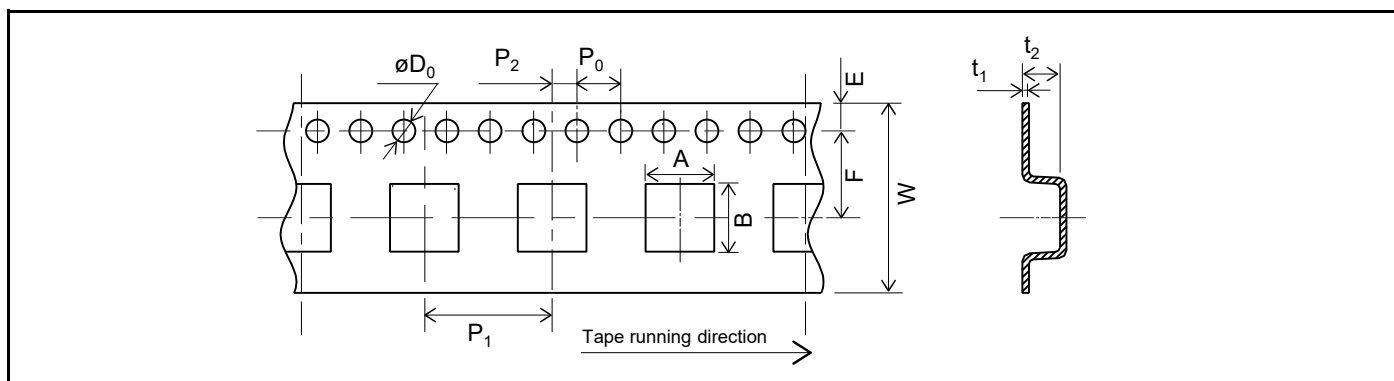 t₂
P₂ P₀ E
øD₀ t₁
A
F
W
B
P₁
Tape running direction